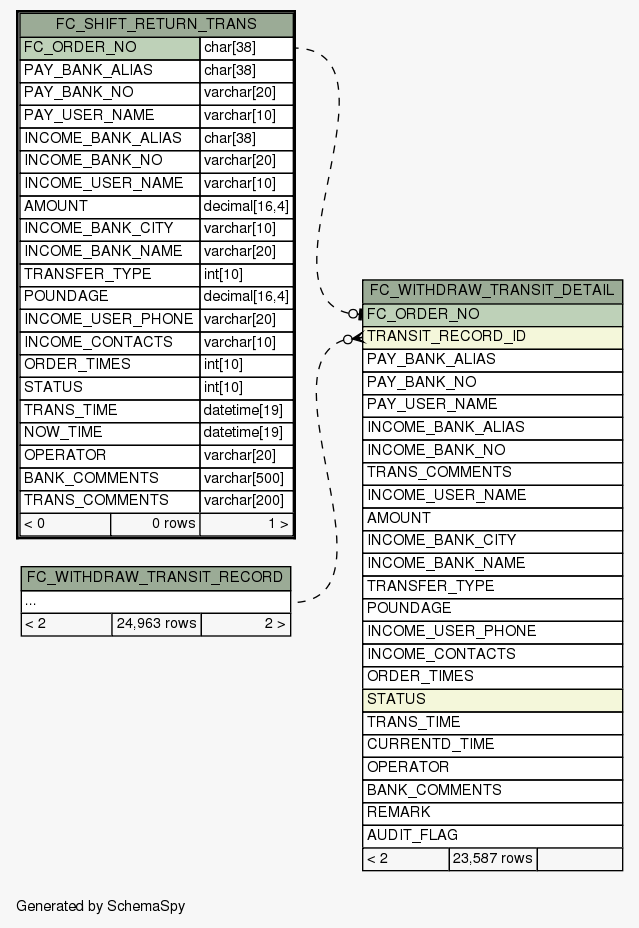 FC_SHIFT_RETURN_TRANS
FC_ORDER_NO char[38]
PAY_BANK_ALIAS char[38]
PAY_BANK_NO varchar[20]
PAY_USER_NAME varchar[10]
INCOME_BANK_ALIAS char[38]
INCOME_BANK_NO varchar[20]
INCOME_USER_NAME varchar[10]
AMOUNT decimal[16,4]
INCOME_BANK_CITY varchar[10]
INCOME_BANK_NAME varchar[20]
TRANSFER_TYPE int[10]
POUNDAGE decimal[16,4]
INCOME_USER_PHONE varchar[20]
INCOME_CONTACTS varchar[10]
ORDER_TIMES int[10]
STATUS int[10]
TRANS_TIME datetime[19]
NOW_TIME datetime[19]
OPERATOR varchar[20]
BANK_COMMENTS varchar[500]
TRANS_COMMENTS varchar[200]
< 0 0 rows 1 >
FC_WITHDRAW_TRANSIT_RECORD
...
< 2 24,963 rows 2 >
FC_WITHDRAW_TRANSIT_DETAIL
FC_ORDER_NO
TRANSIT_RECORD_ID
PAY_BANK_ALIAS
PAY_BANK_NO
PAY_USER_NAME
INCOME_BANK_ALIAS
INCOME_BANK_NO
TRANS_COMMENTS
INCOME_USER_NAME
AMOUNT
INCOME_BANK_CITY
INCOME_BANK_NAME
TRANSFER_TYPE
POUNDAGE
INCOME_USER_PHONE
INCOME_CONTACTS
ORDER_TIMES
STATUS
TRANS_TIME
CURRENTD_TIME
OPERATOR
BANK_COMMENTS
REMARK
AUDIT_FLAG
< 2 23,587 rows
Generated by SchemaSpy